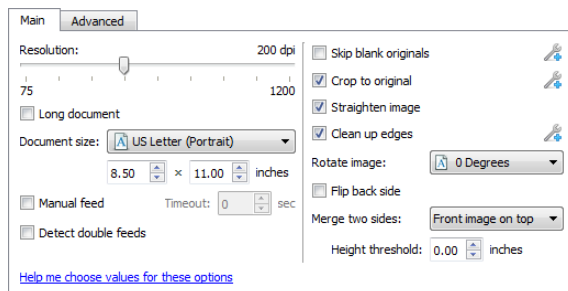 Main Advanced
Resolution: 200 dpi
75 1200
Long document
Document size: US Letter (Portrait)
8.50 × 11.00 inches
Manual feed Timeout: 0 sec
Detect double feeds
Help me choose values for these options
Skip blank originals
Crop to original
Straighten image
Clean up edges
Rotate image: 0 Degrees
Flip back side
Merge two sides: Front image on top
Height threshold: 0.00 inches